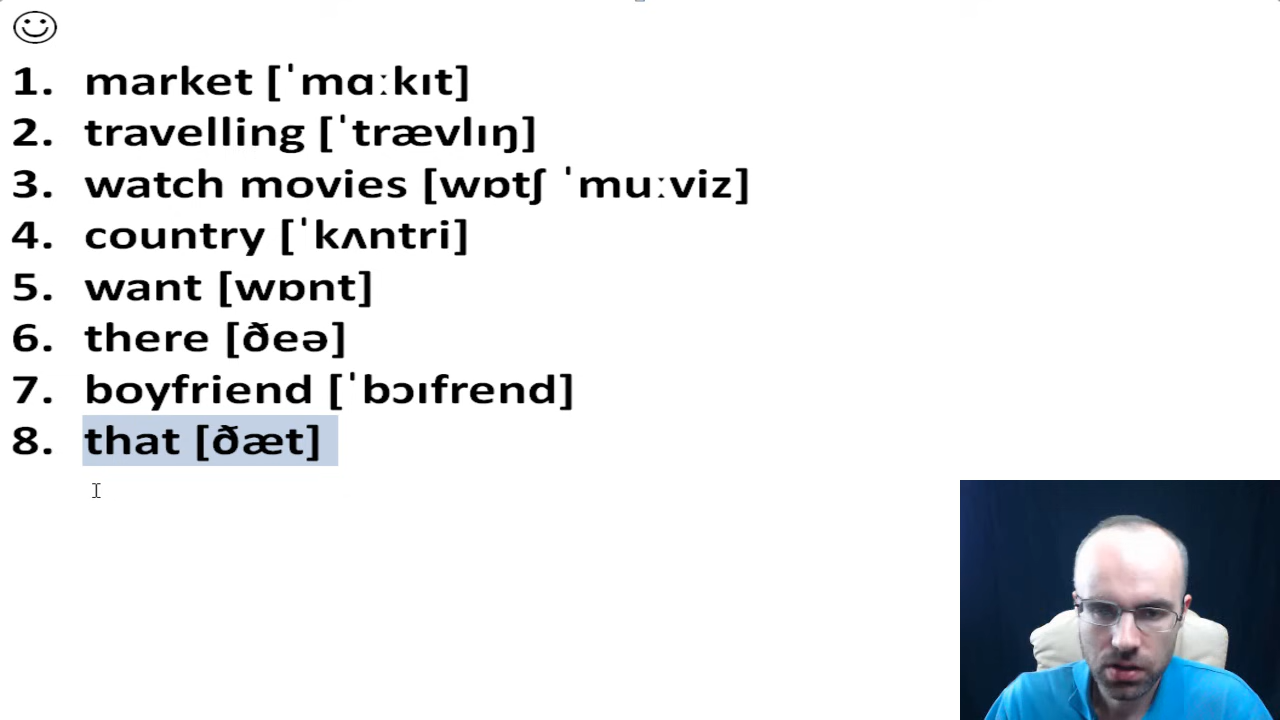 1. market [ˈmɑːkɪt]
2. travelling [ˈtrævlɪŋ]
3. watch movies [wɒtʃ ˈmuːviz]
4. country [ˈkʌntri]
5. want [wɒnt]
6. there [ðeə]
7. boyfriend [ˈbɔɪfrend]
8. that [ðæt]